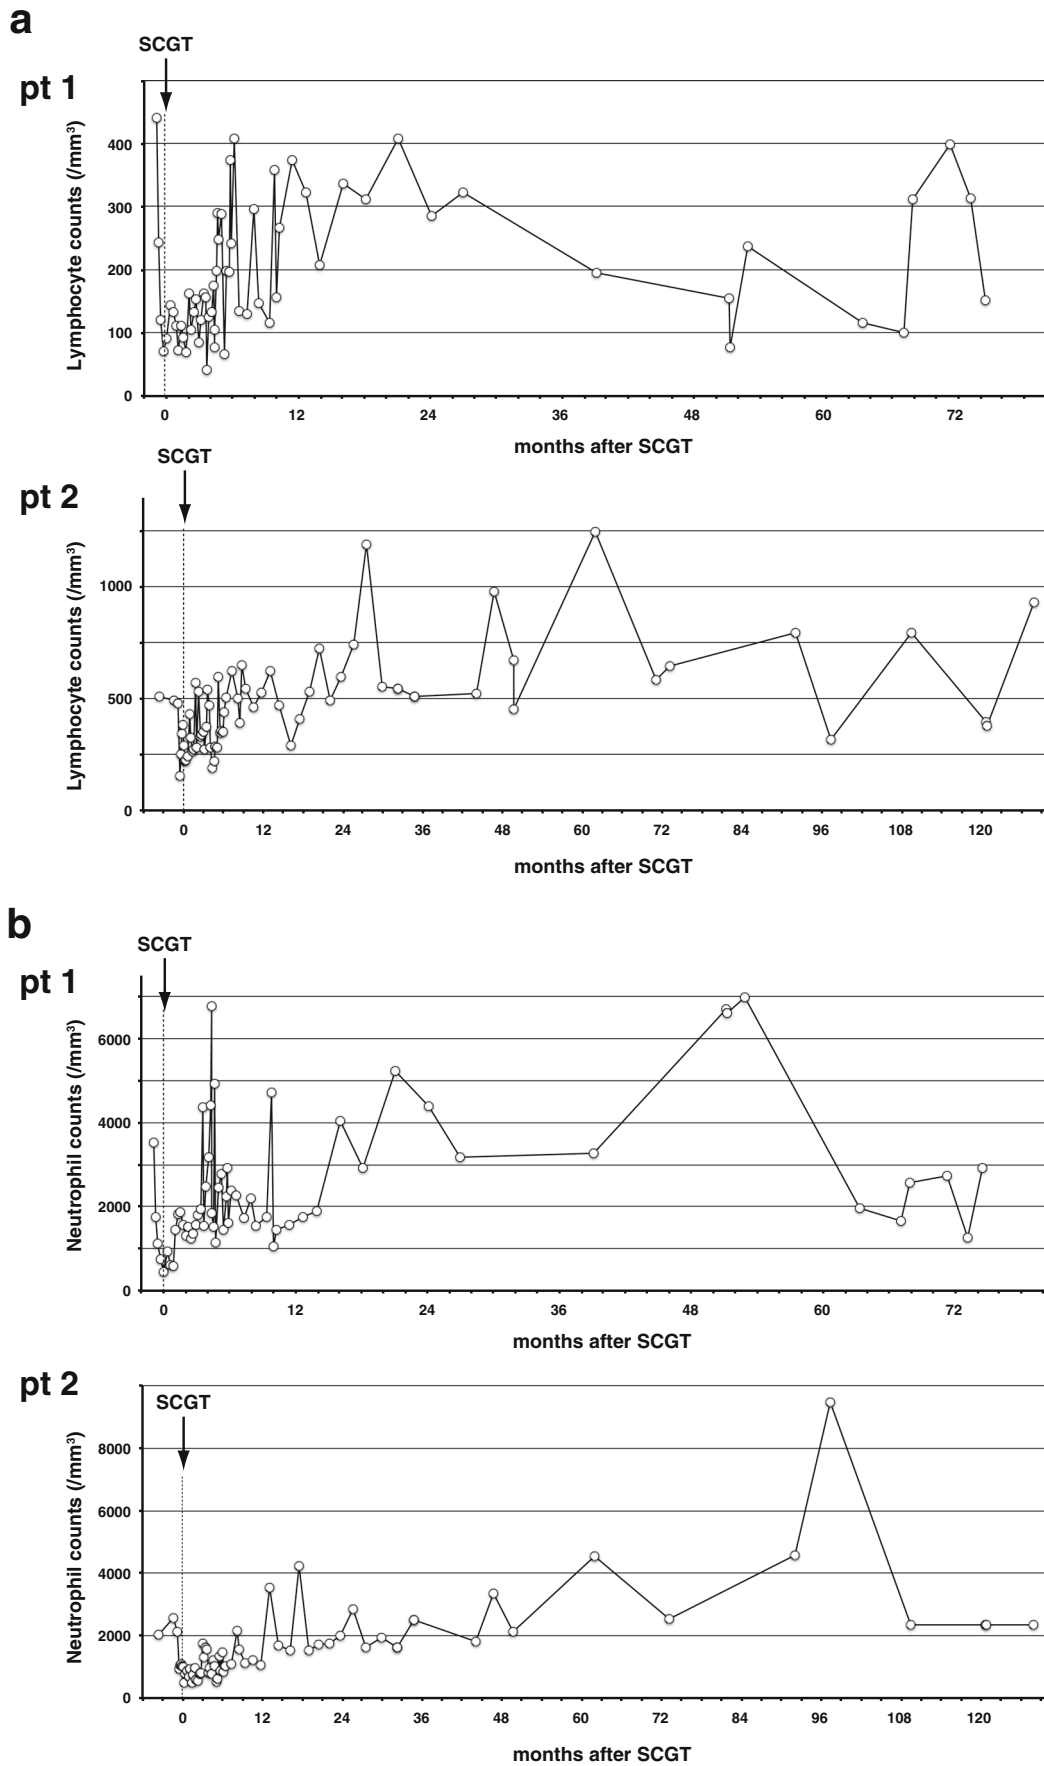 a
SCGT
pt 1
Lymphocyte counts (/mm³)
400
300
200
100
0
0 12 24 36 48 60 72
months after SCGT
SCGT
pt 2
Lymphocyte counts (/mm³)
1000
500
0
0 12 24 36 48 60 72 84 96 108 120
months after SCGT
b
SCGT
pt 1
Neutrophil counts (/mm³)
6000
4000
2000
0
0 12 24 36 48 60 72
months after SCGT
pt 2
SCGT
Neutrophil counts (/mm³)
8000
6000
4000
2000
0
0 12 24 36 48 60 72 84 96 108 120
months after SCGT